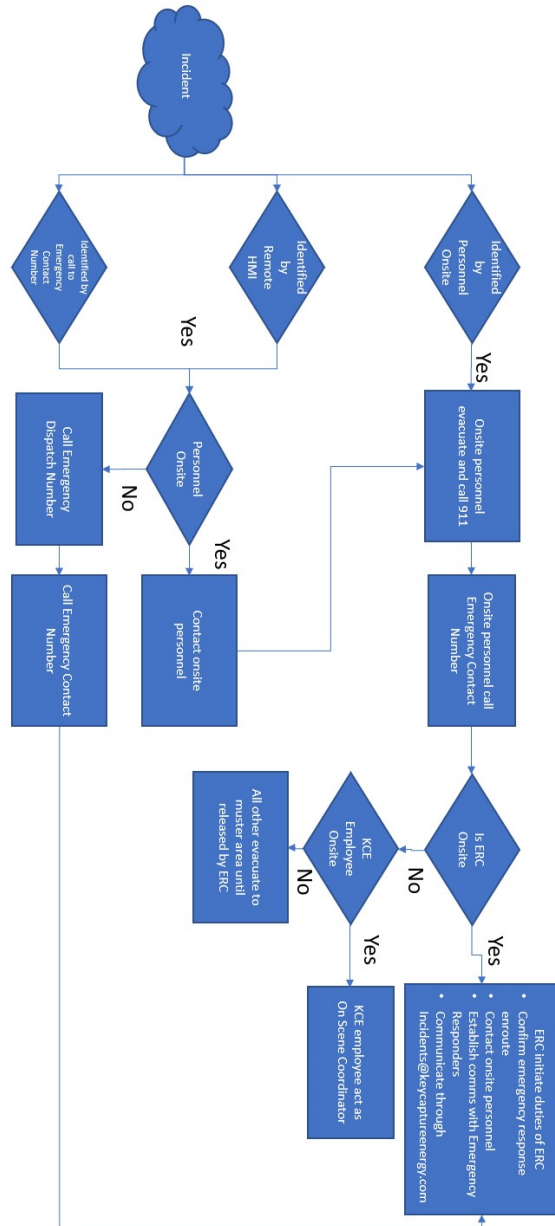 Incident
Identified
by
Personnel
Onsite
Yes
Onsite personnel
evacuate and call 911
Onsite personnel call
Emergency Contact
Number
Is ERC
Onsite
Yes
ERC initiate duties of ERC
• Confirm emergency response
enroute
• Contact onsite personnel
• Establish comms with Emergency
Responders
• Communicate through
Incidents@keycaptureenergy.com
No
KCE
Employee
Onsite
Yes
KCE employee act as
On Scene Coordinator
No
All other evacuate to
muster area until
released by ERC
Identified
by
Remote
HMI
Yes
Identified by
call to
Emergency
Contact
Number
Personnel
Onsite
Yes
Contact onsite
personnel
No
Call Emergency
Dispatch Number
Call Emergency Contact
Number